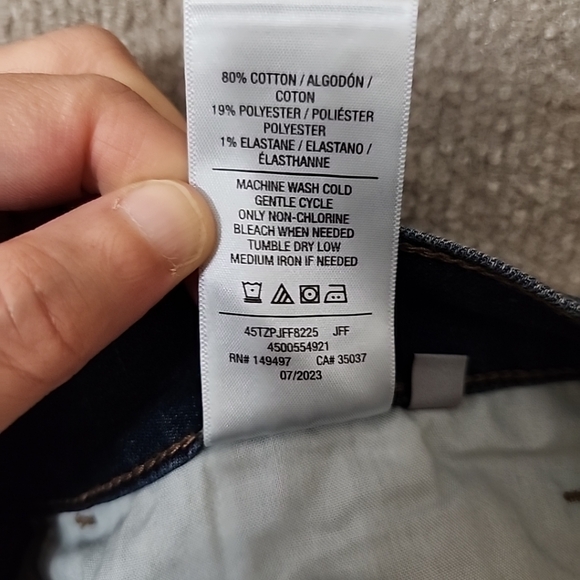 80% COTTON / ALGODÓN /
COTON
19% POLYESTER / POLIÉSTER
POLYESTER
1% ELASTANE / ELASTANO /
ÉLASTHANNE
MACHINE WASH COLD
GENTLE CYCLE
ONLY NON-CHLORINE
BLEACH WHEN NEEDED
TUMBLE DRY LOW
MEDIUM IRON IF NEEDED
45TZPJFF8225 JFF
4500554921
RN# 149497 CA# 35037
07/2023